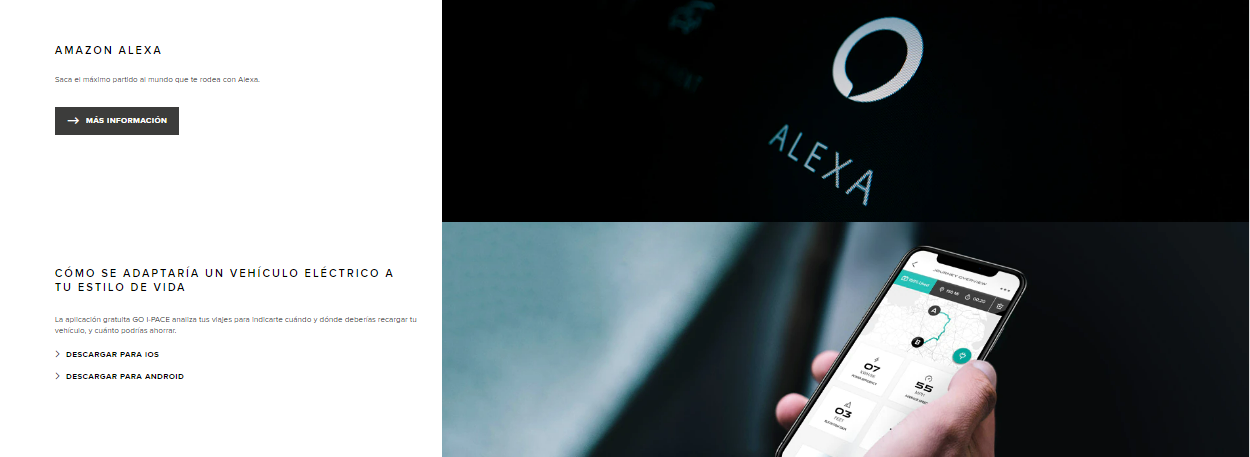 AMAZON ALEXA
Saca el máximo partido al mundo que te rodea con Alexa.
MÁS INFORMACIÓN
ALEXA
CÓMO SE ADAPTARÍA UN VEHÍCULO ELÉCTRICO A
TU ESTILO DE VIDA
La aplicación gratuita GO I-PACE analiza tus viajes para indicarte cuándo y dónde deberías recargar tu
vehículo, y cuánto podrías ahorrar.
DESCARGAR PARA IOS
DESCARGAR PARA ANDROID
JOURNEY OVERVIEW
A
B
07
55
03